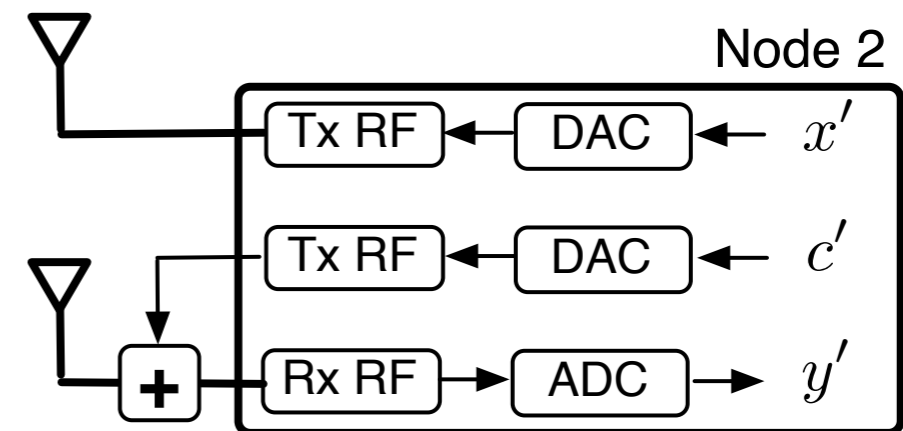 Node 2
Tx RF DAC x′
Tx RF DAC c′
+ Rx RF ADC y′